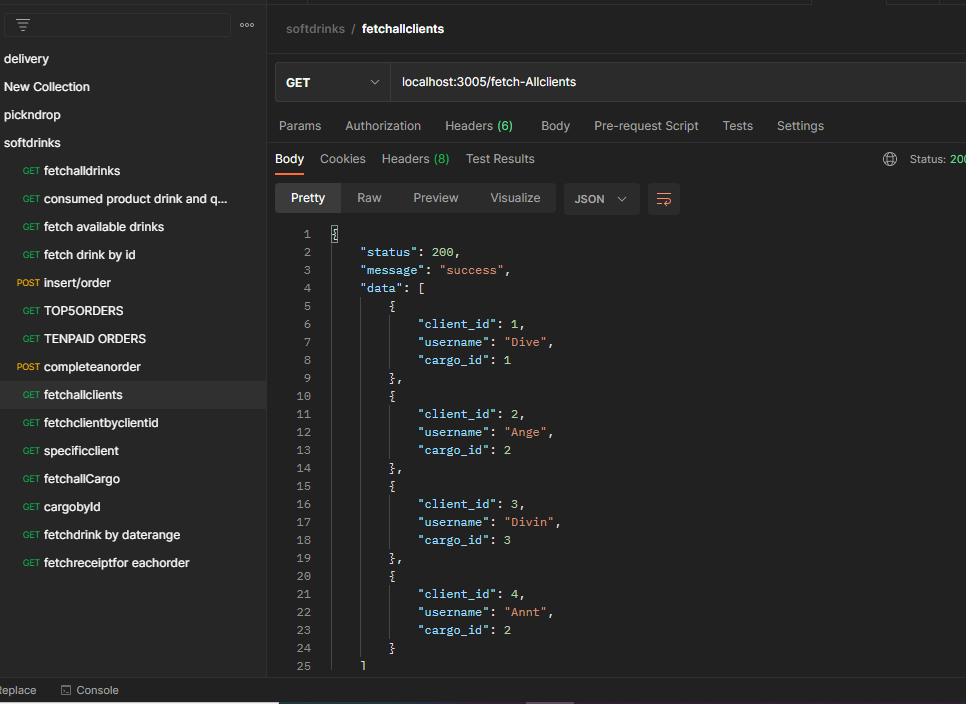 delivery
New Collection
pickndrop
softdrinks
GET fetchalldrinks
GET consumed product drink and q...
GET fetch available drinks
GET fetch drink by id
POST insert/order
GET TOP5ORDERS
GET TENPAID ORDERS
POST completeanorder
GET fetchallclients
GET fetchclientbyclientid
GET specificclient
GET fetchallCargo
GET cargobyId
GET fetchdrink by daterange
GET fetchreceiptfor eachorder
softdrinks / fetchallclients
GET localhost:3005/fetch-Allclients
Params Authorization Headers (6) Body Pre-request Script Tests Settings
Body Cookies Headers (8) Test Results Status: 200
Pretty Raw Preview Visualize JSON
1 {
2 "status": 200,
3 "message": "success",
4 "data": [
5 {
6 "client_id": 1,
7 "username": "Dive",
8 "cargo_id": 1
9 },
10 {
11 "client_id": 2,
12 "username": "Ange",
13 "cargo_id": 2
14 },
15 {
16 "client_id": 3,
17 "username": "Divin",
18 "cargo_id": 3
19 },
20 {
21 "client_id": 4,
22 "username": "Annt",
23 "cargo_id": 2
24 }
25 ]
eplace Console